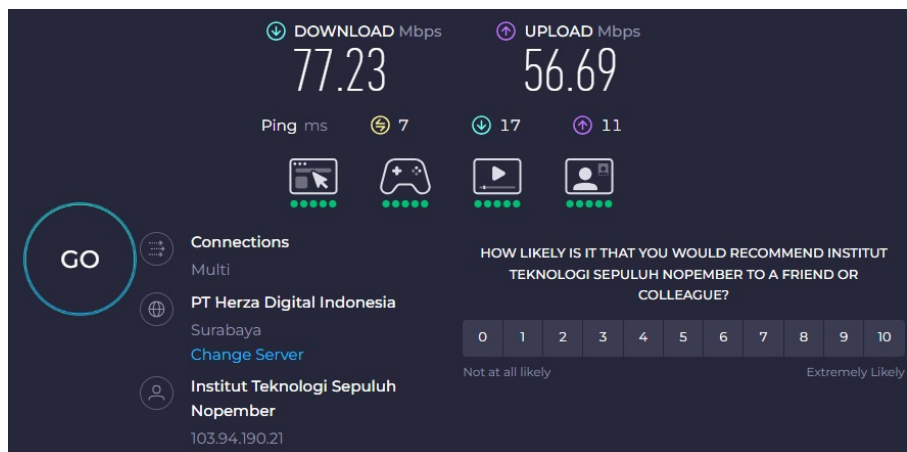 DOWNLOAD Mbps
77.23
UPLOAD Mbps
56.69
Ping ms 7 17 11
GO
Connections
Multi
PT Herza Digital Indonesia
Surabaya
Change Server
Institut Teknologi Sepuluh
Nopember
103.94.190.21
HOW LIKELY IS IT THAT YOU WOULD RECOMMEND INSTITUT
TEKNOLOGI SEPULUH NOPEMBER TO A FRIEND OR
COLLEAGUE?
0 1 2 3 4 5 6 7 8 9 10
Not at all likely
Extremely Likely